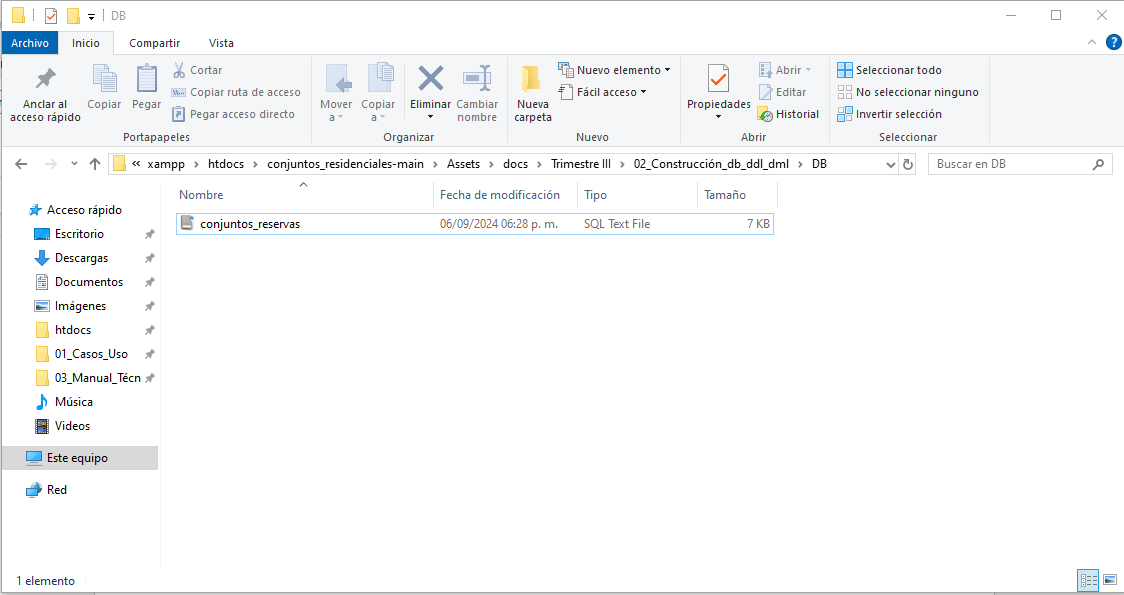 DB
Archivo Inicio Compartir Vista
Anclar al acceso rápido
Copiar
Pegar
Cortar
Copiar ruta de acceso
Pegar acceso directo
Portapapeles
Mover a
Copiar a
Eliminar
Cambiar nombre
Organizar
Nueva carpeta
Nuevo elemento
Fácil acceso
Nuevo
Propiedades
Abrir
Editar
Historial
Abrir
Seleccionar todo
No seleccionar ninguno
Invertir selección
Seleccionar
« xampp › htdocs › conjuntos_residenciales-main › Assets › docs › Trimestre III › 02_Construcción_db_ddl_dml › DB
Buscar en DB
Nombre Fecha de modificación Tipo Tamaño
conjuntos_reservas 06/09/2024 06:28 p. m. SQL Text File 7 KB
Acceso rápido
Escritorio
Descargas
Documentos
Imágenes
htdocs
01_Casos_Uso
03_Manual_Técn
Música
Videos
Este equipo
Red
1 elemento